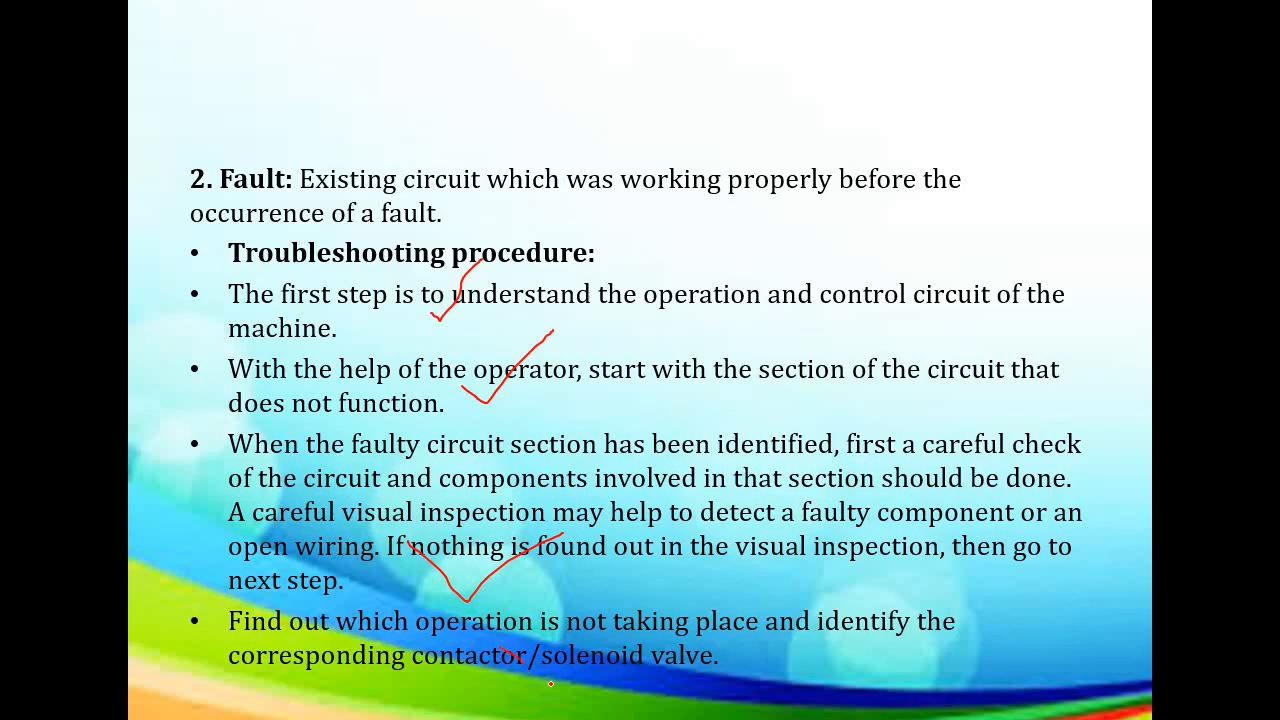 2. Fault: Existing circuit which was working properly before the
occurrence of a fault.
• Troubleshooting procedure:
• The first step is to understand the operation and control circuit of the
machine.
• With the help of the operator, start with the section of the circuit that
does not function.
• When the faulty circuit section has been identified, first a careful check
of the circuit and components involved in that section should be done.
A careful visual inspection may help to detect a faulty component or an
open wiring. If nothing is found out in the visual inspection, then go to
next step.
• Find out which operation is not taking place and identify the
corresponding contactor/solenoid valve.